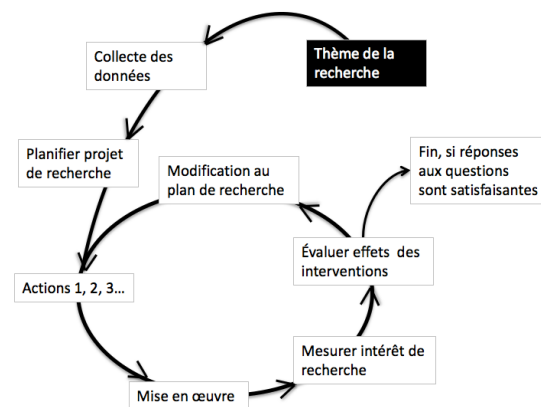 Thème de la
recherche
Collecte des
données
Planifier projet
de recherche
Modification au
plan de recherche
Fin, si réponses
aux questions
sont satisfaisantes
Évaluer effets des
interventions
Actions 1, 2, 3...
Mesurer intérêt de
recherche
Mise en œuvre